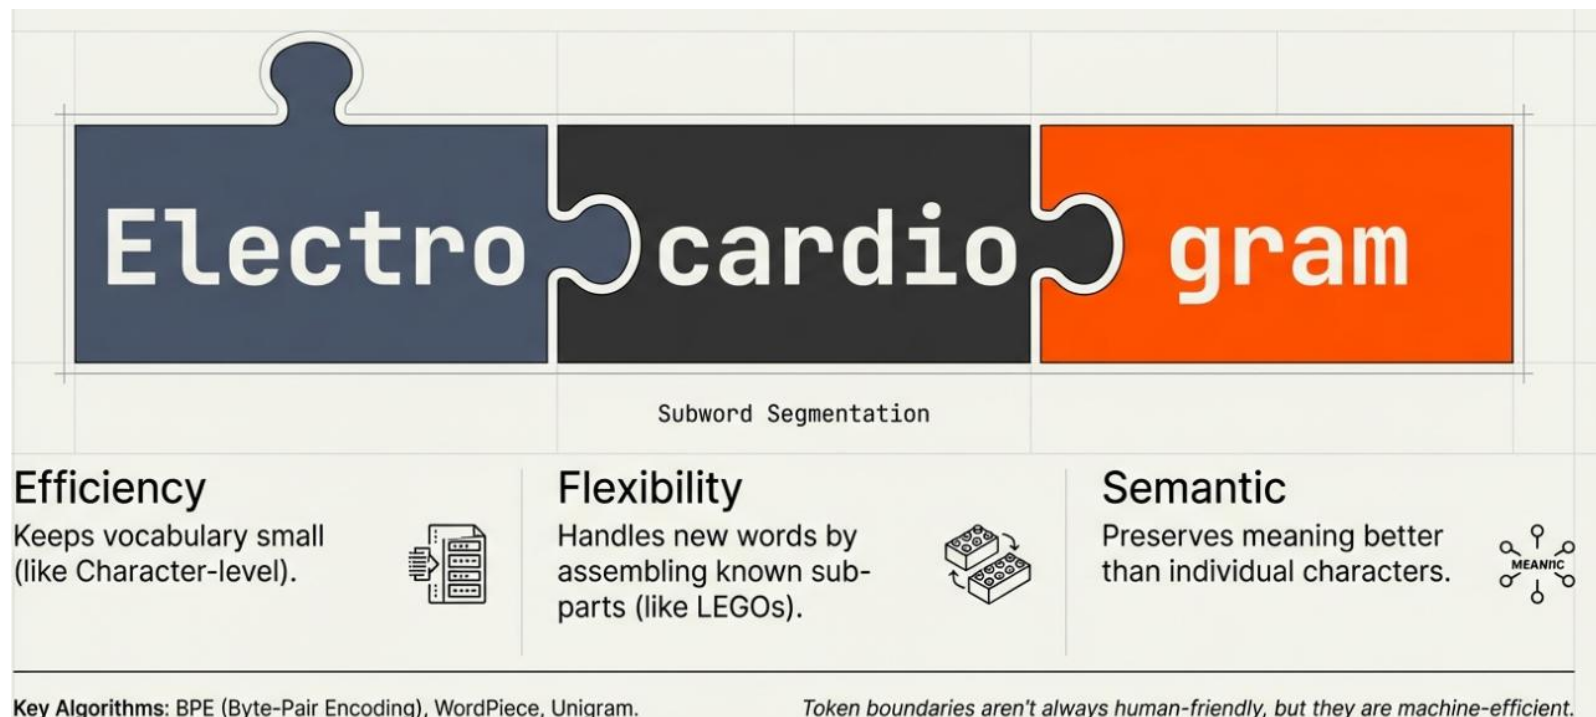 Electro cardio gram
Subword Segmentation
Efficiency
Keeps vocabulary small
(like Character-level).
Flexibility
Handles new words by
assembling known sub-
parts (like LEGOs).
Semantic
Preserves meaning better
than individual characters.
MEANIIC
Key Algorithms: BPE (Byte-Pair Encoding), WordPiece, Unigram.
Token boundaries aren't always human-friendly, but they are machine-efficient.